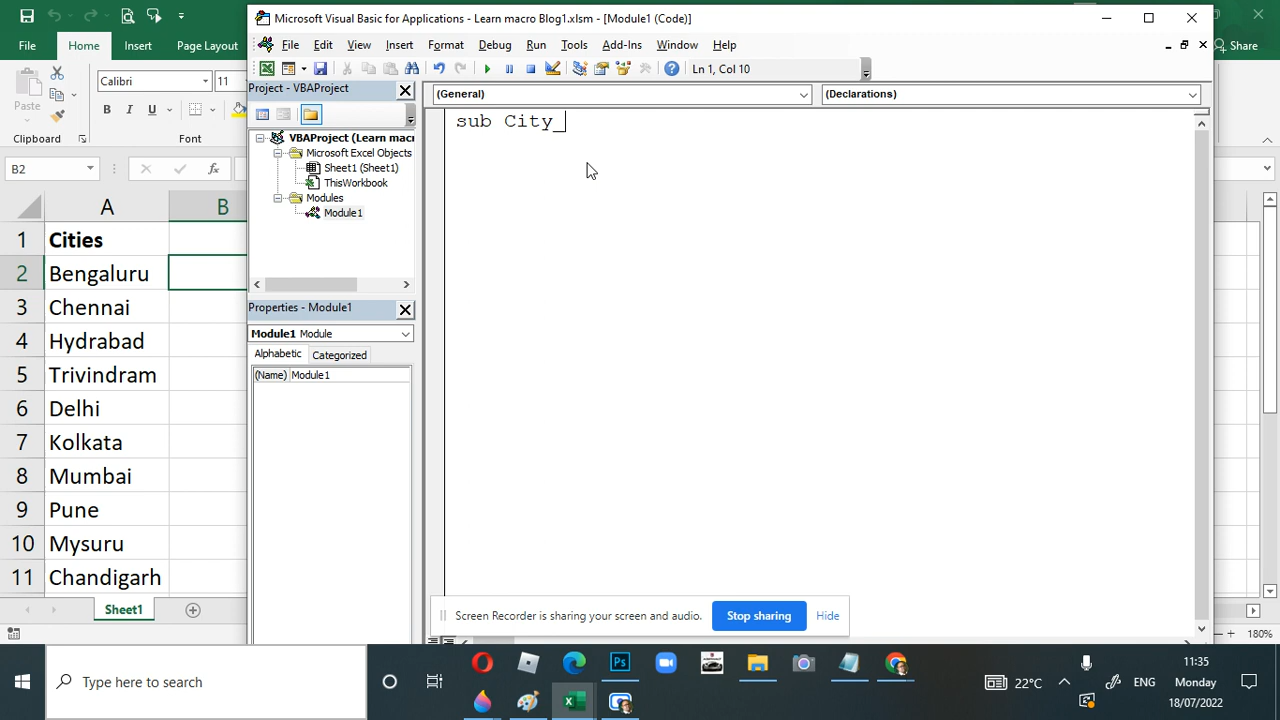 Microsoft Visual Basic for Applications - Learn macro Blog1.xlsm - [Module1 (Code)]
File Home Insert Page Layout
Share
File Edit View Insert Format Debug Run Tools Add-Ins Window Help
Ln 1, Col 10
Paste
Calibri 11
B I U
Clipboard Font
B2 fx
Project - VBAProject
VBAProject (Learn mac
Microsoft Excel Objects
Sheet1 (Sheet1)
ThisWorkbook
Modules
Module1
(General) (Declarations)
sub City_
Properties - Module1
Module1 Module
Alphabetic Categorized
(Name) Module1
A B
1 Cities
2 Bengaluru
3 Chennai
4 Hydrabad
5 Trivindram
6 Delhi
7 Kolkata
8 Mumbai
9 Pune
10 Mysuru
11 Chandigarh
Sheet1
Screen Recorder is sharing your screen and audio. Stop sharing Hide
180%
Type here to search
Ps
22°C ENG
11:35
Monday
18/07/2022